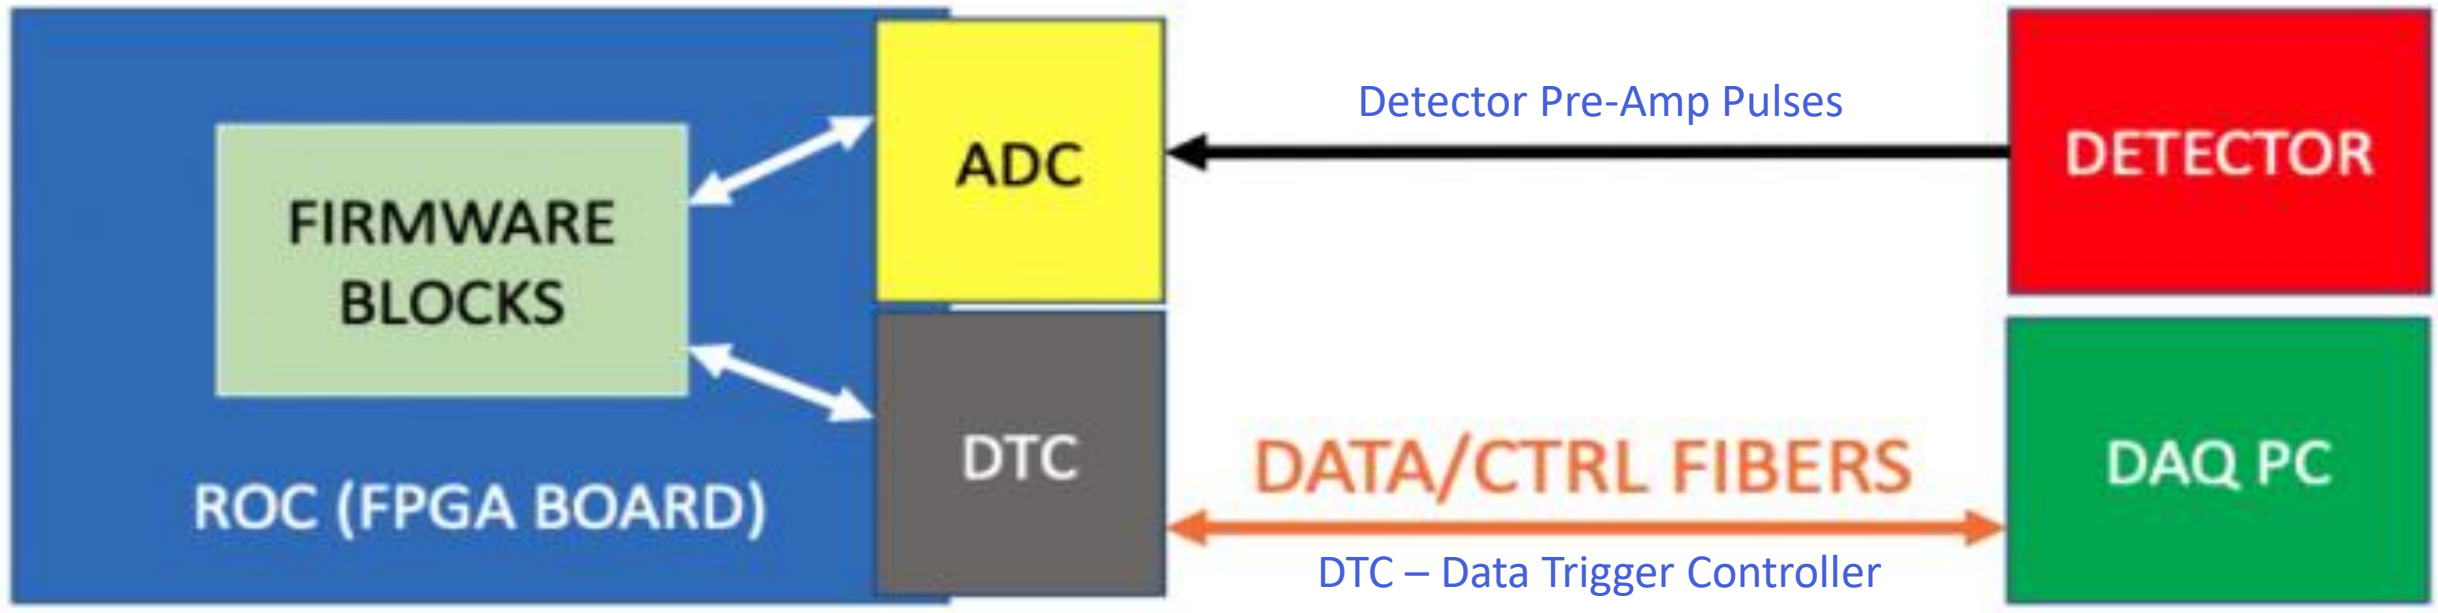 FIRMWARE
BLOCKS
ROC (FPGA BOARD)
ADC
DTC
Detector Pre-Amp Pulses
DATA/CTRL FIBERS
DTC – Data Trigger Controller
DETECTOR
DAQ PC